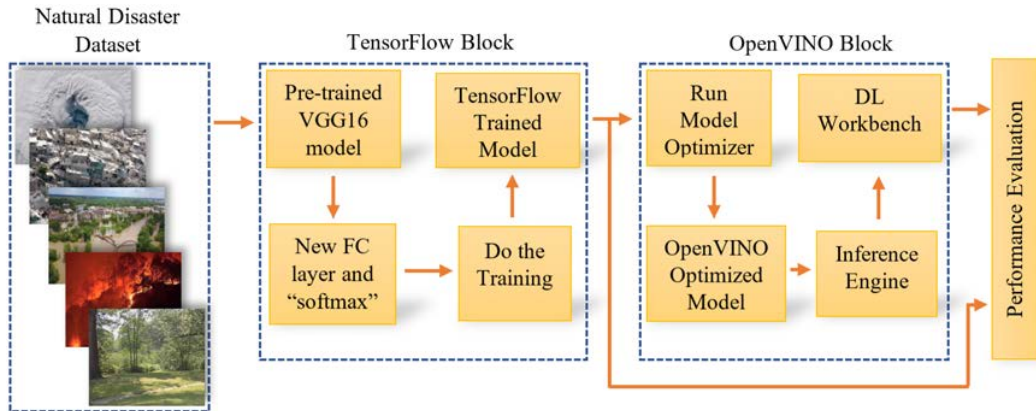 Natural Disaster
Dataset
TensorFlow Block
Pre-trained
VGG16
model
TensorFlow
Trained
Model
New FC
layer and
“softmax”
Do the
Training
OpenVINO Block
Run
Model
Optimizer
DL
Workbench
OpenVINO
Optimized
Model
Inference
Engine
Performance Evaluation